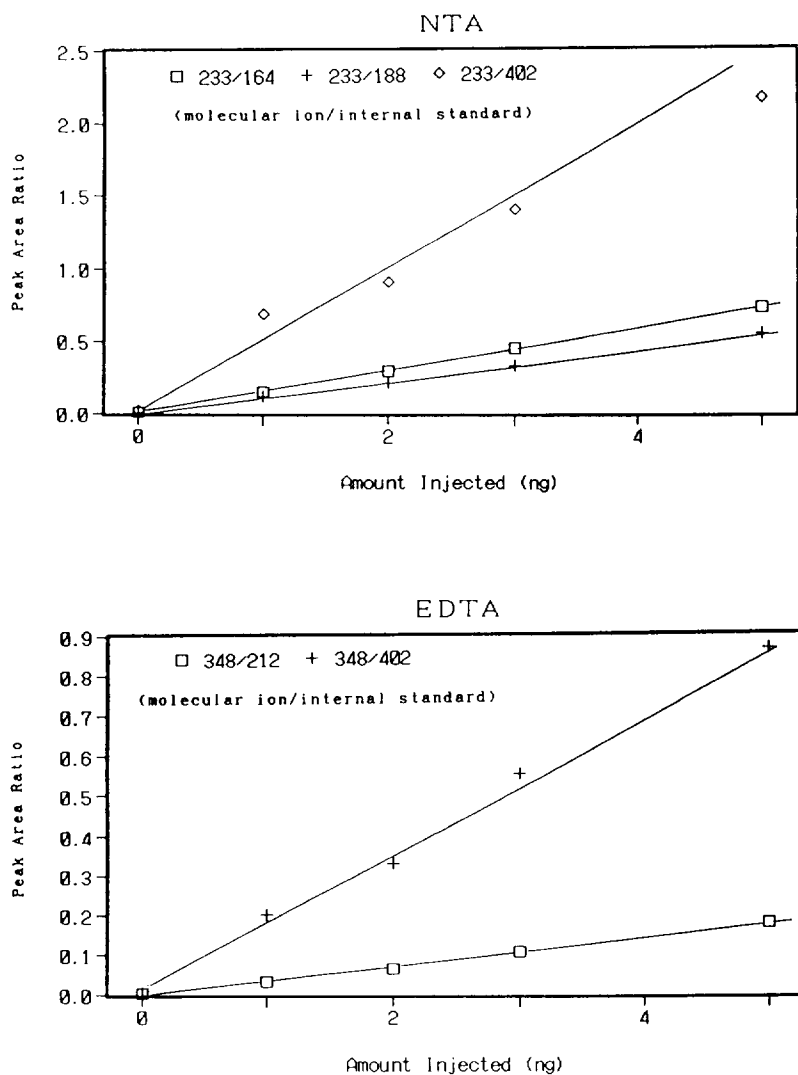 NTA
2.5
2.0
1.5
1.0
0.5
0.0
Peak Area Ratio
233/164 233/188 233/402
(molecular ion/internal standard)
0 2 4
Amount Injected (ng)
EDTA
0.9
0.8
0.7
0.6
0.5
0.4
0.3
0.2
0.1
0.0
Peak Area Ratio
348/212 348/402
(molecular ion/internal standard)
0 2 4
Amount Injected (ng)